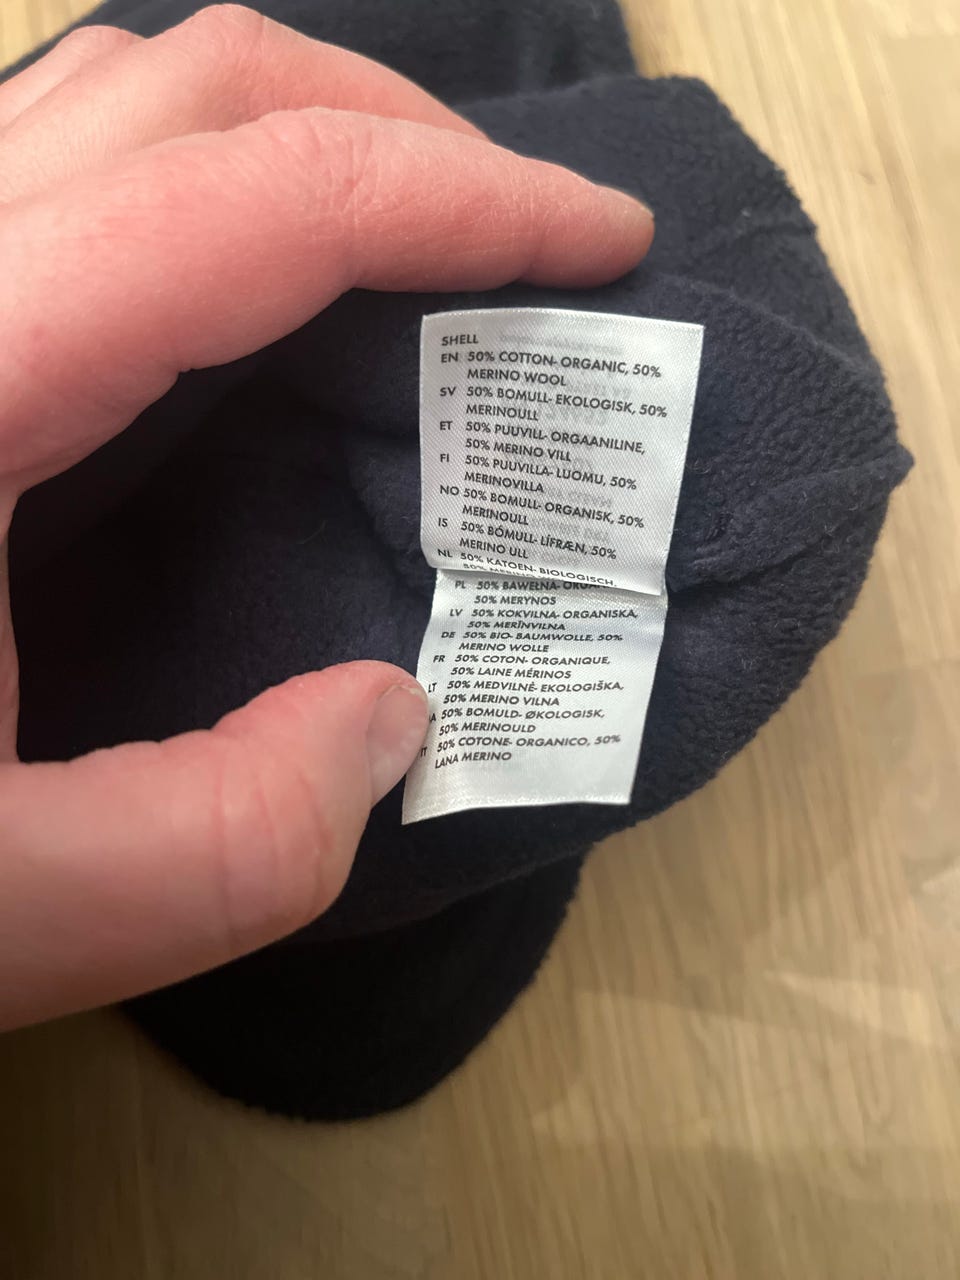 SHELL
EN 50% COTTON- ORGANIC, 50%
MERINO WOOL
SV 50% BOMULL- EKOLOGISK, 50%
MERINOULL
ET 50% PUUVILL- ORGAANILINE,
50% MERINO VILL
FI 50% PUUVILLA- LUOMU, 50%
MERINOVILLA
NO 50% BOMULL- ORGANISK, 50%
MERINOULL
IS 50% BÓMULL- LÍFRÆN, 50%
MERINO ULL
NL 50% KATOEN- BIOLOGISCH,
50%
PL 50% BAWEŁNA-
50% MERYNOS
LV 50% KOKVILNA- ORGANISKA,
50% MERĪNVILNA
DE 50% BIO- BAUMWOLLE, 50%
MERINO WOLLE
FR 50% COTON- ORGANIQUE,
50% LAINE MÉRINOS
LT 50% MEDVILNĖ- EKOLOGIŠKA,
50% MERINO VILNA
50% BOMULD- ØKOLOGISK,
50% MERINOULD
IT 50% COTONE- ORGANICO, 50%
LANA MERINO